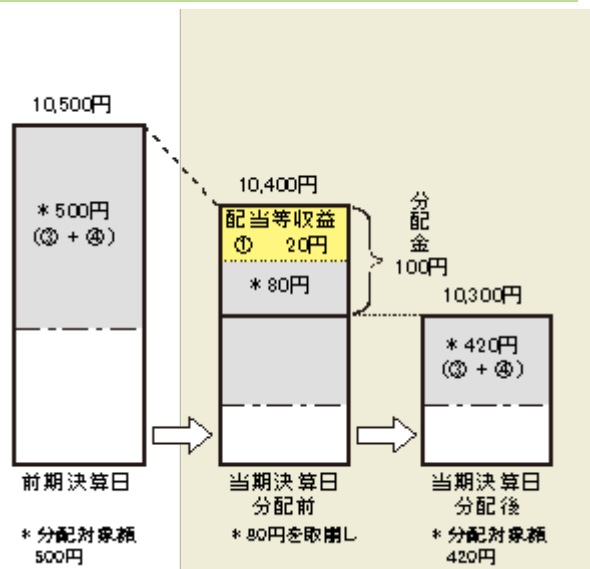 10,500円
*500円
(③ + ④)
前期決算日
*分配対象額
500円
10,400円
配当等収益
① 20円
*80円
分配金
100円
当期決算日
分配前
*80円を取崩し
10,300円
*420円
(③ + ④)
当期決算日
分配後
*分配対象額
420円